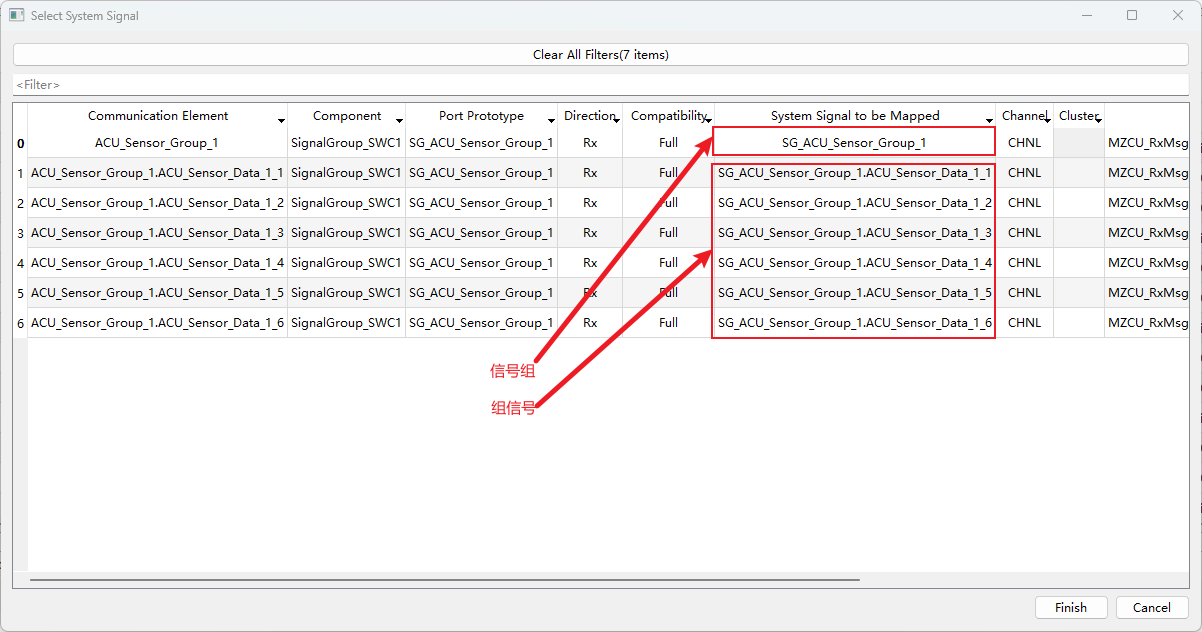 Select System Signal
Clear All Filters(7 items)
<Filter>
Communication Element Component Port Prototype Direction Compatibility System Signal to be Mapped Channel Cluster
0 ACU_Sensor_Group_1 SignalGroup_SWC1 SG_ACU_Sensor_Group_1 Rx Full SG_ACU_Sensor_Group_1 CHNL MZCU_RxMsg
1 ACU_Sensor_Group_1.ACU_Sensor_Data_1_1 SignalGroup_SWC1 SG_ACU_Sensor_Group_1 Rx Full SG_ACU_Sensor_Group_1.ACU_Sensor_Data_1_1 CHNL MZCU_RxMsg
2 ACU_Sensor_Group_1.ACU_Sensor_Data_1_2 SignalGroup_SWC1 SG_ACU_Sensor_Group_1 Rx Full SG_ACU_Sensor_Group_1.ACU_Sensor_Data_1_2 CHNL MZCU_RxMsg
3 ACU_Sensor_Group_1.ACU_Sensor_Data_1_3 SignalGroup_SWC1 SG_ACU_Sensor_Group_1 Rx Full SG_ACU_Sensor_Group_1.ACU_Sensor_Data_1_3 CHNL MZCU_RxMsg
4 ACU_Sensor_Group_1.ACU_Sensor_Data_1_4 SignalGroup_SWC1 SG_ACU_Sensor_Group_1 Rx Full SG_ACU_Sensor_Group_1.ACU_Sensor_Data_1_4 CHNL MZCU_RxMsg
5 ACU_Sensor_Group_1.ACU_Sensor_Data_1_5 SignalGroup_SWC1 SG_ACU_Sensor_Group_1 Rx Full SG_ACU_Sensor_Group_1.ACU_Sensor_Data_1_5 CHNL MZCU_RxMsg
6 ACU_Sensor_Group_1.ACU_Sensor_Data_1_6 SignalGroup_SWC1 SG_ACU_Sensor_Group_1 Rx Full SG_ACU_Sensor_Group_1.ACU_Sensor_Data_1_6 CHNL MZCU_RxMsg
信号组
组信号
Finish Cancel